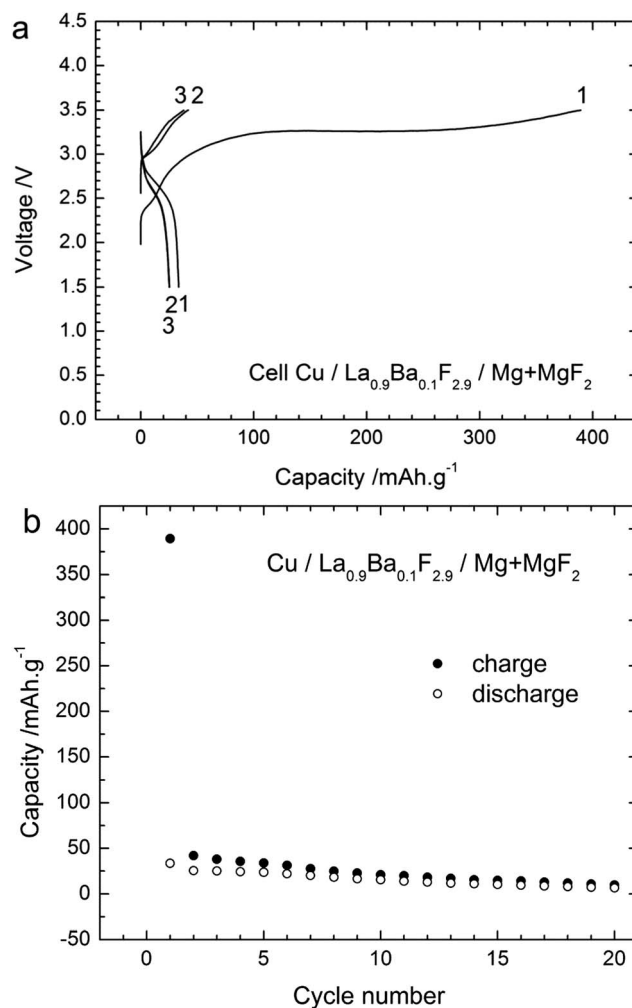 a
4.5
4.0
3.5
3.0
2.5
2.0
1.5
1.0
0.5
0.0
Voltage /V
3 2
1
2 1
3
Cell Cu / La0.9Ba0.1F2.9 / Mg+MgF2
0 100 200 300 400
Capacity /mAh.g-1
b
400
350
300
250
200
150
100
50
0
-50
Capacity /mAh.g-1
Cu / La0.9Ba0.1F2.9 / Mg+MgF2
charge
discharge
0 5 10 15 20
Cycle number